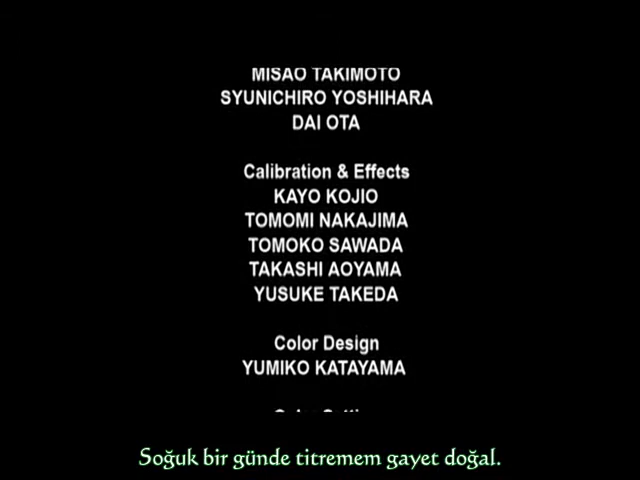 MISAO TAKIMOTO
SYUNICHIRO YOSHIHARA
DAI OTA
Calibration & Effects
KAYO KOJIO
TOMOMI NAKAJIMA
TOMOKO SAWADA
TAKASHI AOYAMA
YUSUKE TAKEDA
Color Design
YUMIKO KATAYAMA
Soğuk bir günde titremem gayet doğal.